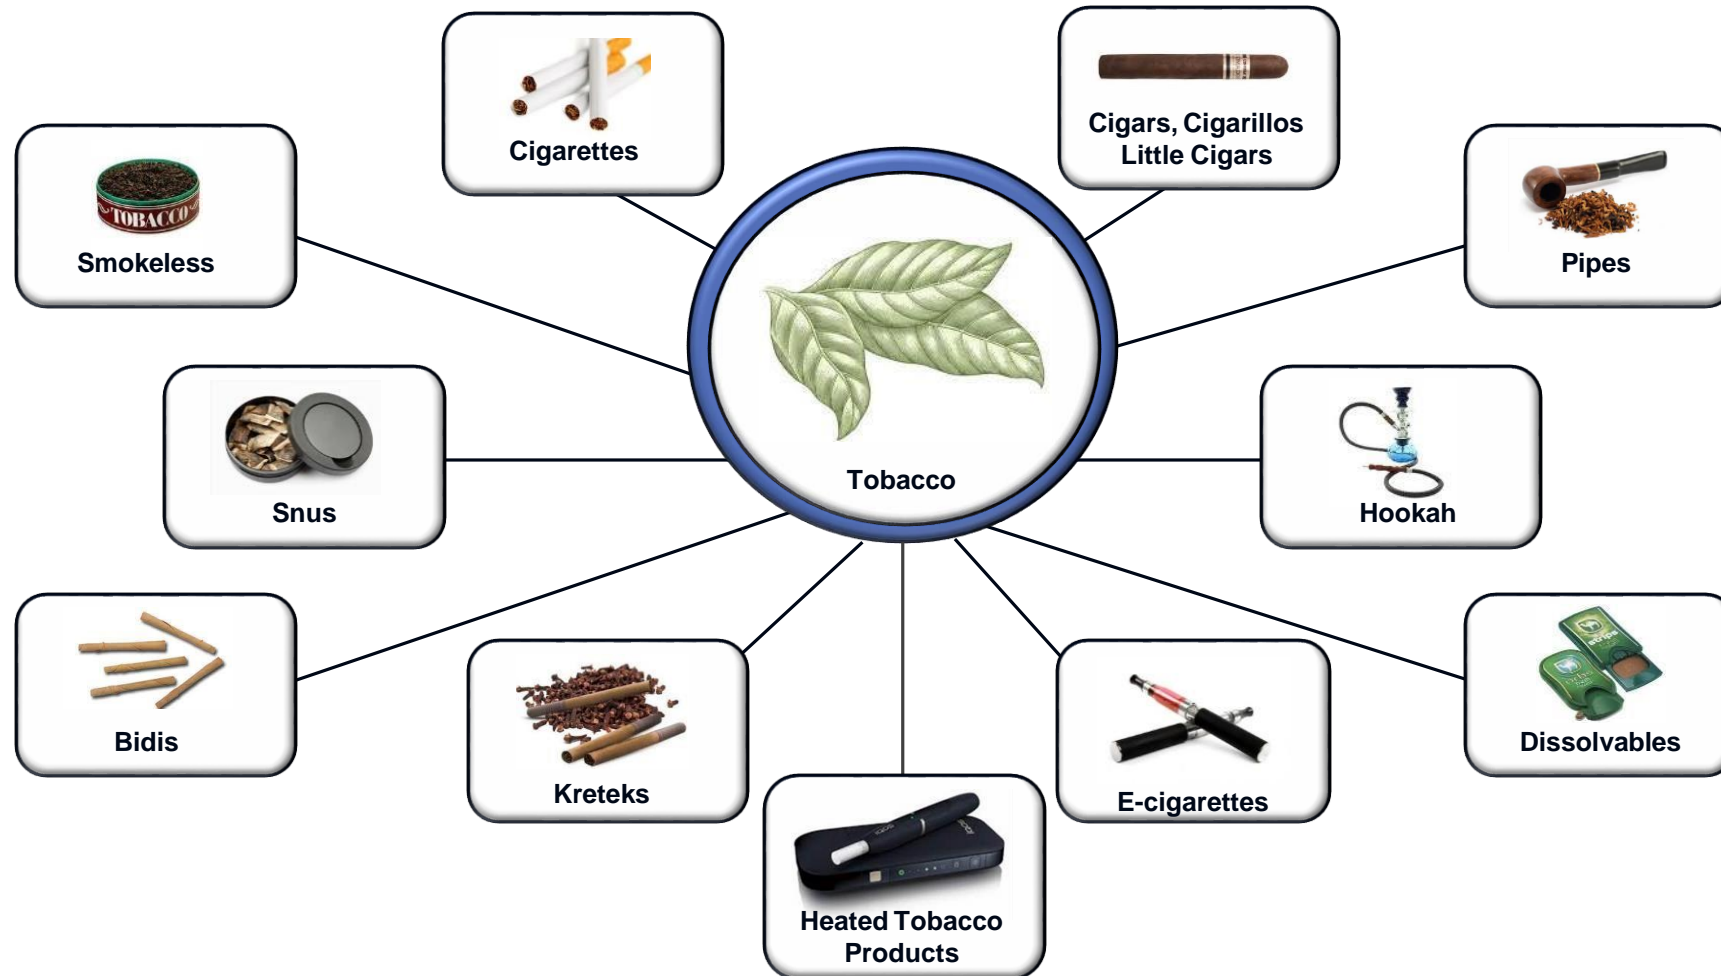 Cigarettes
Cigars, Cigarillos
Little Cigars
TOBACCO
Smokeless
Pipes
Tobacco
Snus
Hookah
Bidis
Kreteks
Heated Tobacco
Products
E-cigarettes
Dissolvables